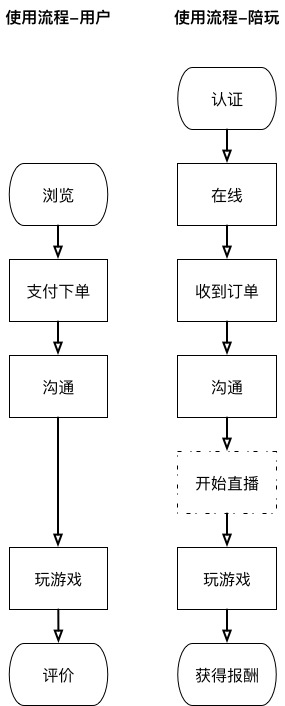 使用流程-用户
使用流程-陪玩
认证
浏览
在线
支付下单
收到订单
沟通
沟通
开始直播
玩游戏
玩游戏
评价
获得报酬